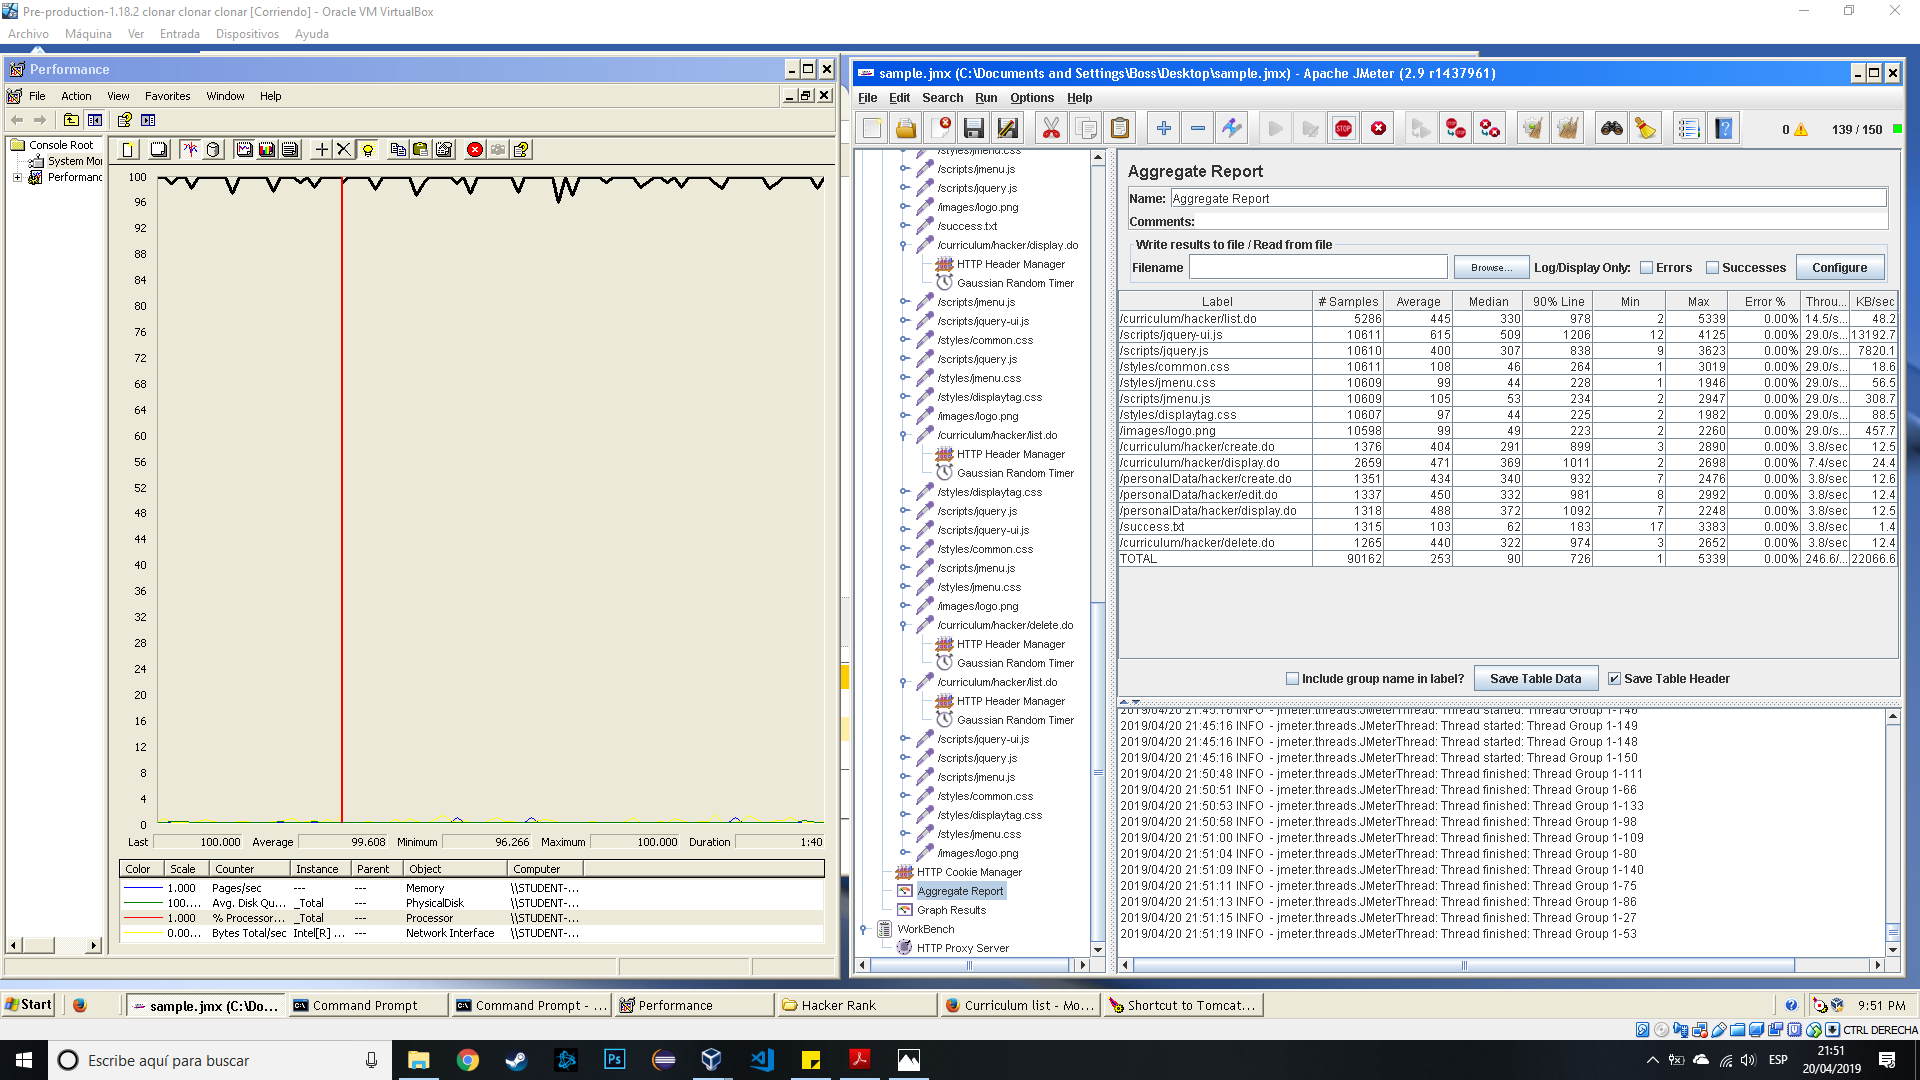 Pre-production-1.18.2 clonar clonar clonar [Corriendo] - Oracle VM VirtualBox
Archivo Máquina Ver Entrada Dispositivos Ayuda
Performance
File Action View Favorites Window Help
Console Root
System Mo
Performanc
100
96
92
88
84
80
76
72
68
64
60
56
52
48
44
40
36
32
28
24
20
16
12
8
4
0
Last 100.000 Average 99.608 Minimum 96.266 Maximum 100.000 Duration 1:40
Color Scale Counter Instance Parent Object Computer
1.000 Pages/sec --- --- Memory \\STUDENT-...
100.... Avg. Disk Qu... _Total --- PhysicalDisk \\STUDENT-...
1.000 % Processor... _Total --- Processor \\STUDENT-...
0.00... Bytes Total/sec Intel[R] ... --- Network Interface \\STUDENT-...
sample.jmx (C:\Documents and Settings\Boss\Desktop\sample.jmx) - Apache JMeter (2.9 r1437961)
File Edit Search Run Options Help
STOP
0 139 / 150
/styles/jmenu.css
/scripts/jmenu.js
/scripts/jquery.js
/images/logo.png
/success.txt
/curriculum/hacker/display.do
HTTP Header Manager
Gaussian Random Timer
/scripts/jmenu.js
/scripts/jquery-ui.js
/styles/common.css
/scripts/jquery.js
/styles/jmenu.css
/styles/displaytag.css
/images/logo.png
/curriculum/hacker/list.do
HTTP Header Manager
Gaussian Random Timer
/styles/displaytag.css
/scripts/jquery.js
/scripts/jquery-ui.js
/styles/common.css
/scripts/jmenu.js
/styles/jmenu.css
/images/logo.png
/curriculum/hacker/delete.do
HTTP Header Manager
Gaussian Random Timer
/curriculum/hacker/list.do
HTTP Header Manager
Gaussian Random Timer
/scripts/jquery-ui.js
/scripts/jquery.js
/scripts/jmenu.js
/styles/common.css
/styles/displaytag.css
/styles/jmenu.css
/images/logo.png
HTTP Cookie Manager
Aggregate Report
Graph Results
WorkBench
HTTP Proxy Server
Aggregate Report
Name: Aggregate Report
Comments:
Write results to file / Read from file
Filename Browse... Log/Display Only: Errors Successes Configure
Label # Samples Average Median 90% Line Min Max Error % Throu... KB/sec
/curriculum/hacker/list.do 5286 445 330 978 2 5339 0.00% 14.5/s... 48.2
/scripts/jquery-ui.js 10611 615 509 1206 12 4125 0.00% 29.0/s... 13192.7
/scripts/jquery.js 10610 400 307 838 9 3623 0.00% 29.0/s... 7820.1
/styles/common.css 10611 108 46 264 1 3019 0.00% 29.0/s... 18.6
/styles/jmenu.css 10609 99 44 228 1 1946 0.00% 29.0/s... 56.5
/scripts/jmenu.js 10609 105 53 234 2 2947 0.00% 29.0/s... 308.7
/styles/displaytag.css 10607 97 44 225 2 1982 0.00% 29.0/s... 88.5
/images/logo.png 10598 99 49 223 2 2260 0.00% 29.0/s... 457.7
/curriculum/hacker/create.do 1376 404 291 899 3 2890 0.00% 3.8/sec 12.5
/curriculum/hacker/display.do 2659 471 369 1011 2 2698 0.00% 7.4/sec 24.4
/personalData/hacker/create.do 1351 434 340 932 7 2476 0.00% 3.8/sec 12.6
/personalData/hacker/edit.do 1337 450 332 981 8 2992 0.00% 3.8/sec 12.4
/personalData/hacker/display.do 1318 488 372 1092 7 2248 0.00% 3.8/sec 12.5
/success.txt 1315 103 62 183 17 3383 0.00% 3.8/sec 1.4
/curriculum/hacker/delete.do 1265 440 322 974 3 2652 0.00% 3.8/sec 12.4
TOTAL 90162 253 90 726 1 5339 0.00% 246.6/... 22066.6
Include group name in label? Save Table Data Save Table Header
2019/04/20 21:45:16 INFO - jmeter.threads.JMeterThread: Thread started: Thread Group 1-146
2019/04/20 21:45:16 INFO - jmeter.threads.JMeterThread: Thread started: Thread Group 1-149
2019/04/20 21:45:16 INFO - jmeter.threads.JMeterThread: Thread started: Thread Group 1-148
2019/04/20 21:45:16 INFO - jmeter.threads.JMeterThread: Thread started: Thread Group 1-150
2019/04/20 21:50:48 INFO - jmeter.threads.JMeterThread: Thread finished: Thread Group 1-111
2019/04/20 21:50:51 INFO - jmeter.threads.JMeterThread: Thread finished: Thread Group 1-66
2019/04/20 21:50:53 INFO - jmeter.threads.JMeterThread: Thread finished: Thread Group 1-133
2019/04/20 21:50:58 INFO - jmeter.threads.JMeterThread: Thread finished: Thread Group 1-98
2019/04/20 21:51:00 INFO - jmeter.threads.JMeterThread: Thread finished: Thread Group 1-109
2019/04/20 21:51:04 INFO - jmeter.threads.JMeterThread: Thread finished: Thread Group 1-80
2019/04/20 21:51:09 INFO - jmeter.threads.JMeterThread: Thread finished: Thread Group 1-140
2019/04/20 21:51:11 INFO - jmeter.threads.JMeterThread: Thread finished: Thread Group 1-75
2019/04/20 21:51:13 INFO - jmeter.threads.JMeterThread: Thread finished: Thread Group 1-86
2019/04/20 21:51:15 INFO - jmeter.threads.JMeterThread: Thread finished: Thread Group 1-27
2019/04/20 21:51:19 INFO - jmeter.threads.JMeterThread: Thread finished: Thread Group 1-53
Start sample.jmx (C:\Do... Command Prompt Command Prompt - ... Performance Hacker Rank Curriculum list - Mo... Shortcut to Tomcat... 9:51 PM
CTRL DERECHA
Escribe aquí para buscar Ps ESP 21:51
20/04/2019